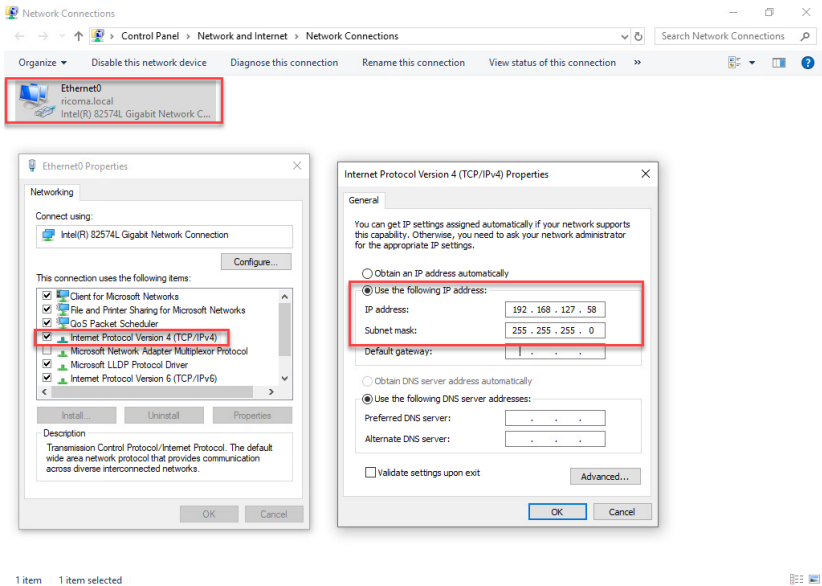 Network Connections
Control Panel > Network and Internet > Network Connections
Search Network Connections
Organize
Disable this network device
Diagnose this connection
Rename this connection
View status of this connection
»
Ethernet0
ricoma.local
Intel(R) 82574L Gigabit Network C...
Ethernet0 Properties
Networking
Connect using:
Intel(R) 82574L Gigabit Network Connection
Configure...
This connection uses the following items:
Client for Microsoft Networks
File and Printer Sharing for Microsoft Networks
QoS Packet Scheduler
Internet Protocol Version 4 (TCP/IPv4)
Microsoft Network Adapter Multiplexor Protocol
Microsoft LLDP Protocol Driver
Internet Protocol Version 6 (TCP/IPv6)
Install...
Uninstall
Properties
Description
Transmission Control Protocol/Internet Protocol. The default
wide area network protocol that provides communication
across diverse interconnected networks.
OK
Cancel
Internet Protocol Version 4 (TCP/IPv4) Properties
General
You can get IP settings assigned automatically if your network supports
this capability. Otherwise, you need to ask your network administrator
for the appropriate IP settings.
Obtain an IP address automatically
Use the following IP address:
IP address:
192 . 168 . 127 . 58
Subnet mask:
255 . 255 . 255 . 0
Default gateway:
. . .
Obtain DNS server address automatically
Use the following DNS server addresses:
Preferred DNS server:
. . .
Alternate DNS server:
. . .
Validate settings upon exit
Advanced...
OK
Cancel
1 item
1 item selected